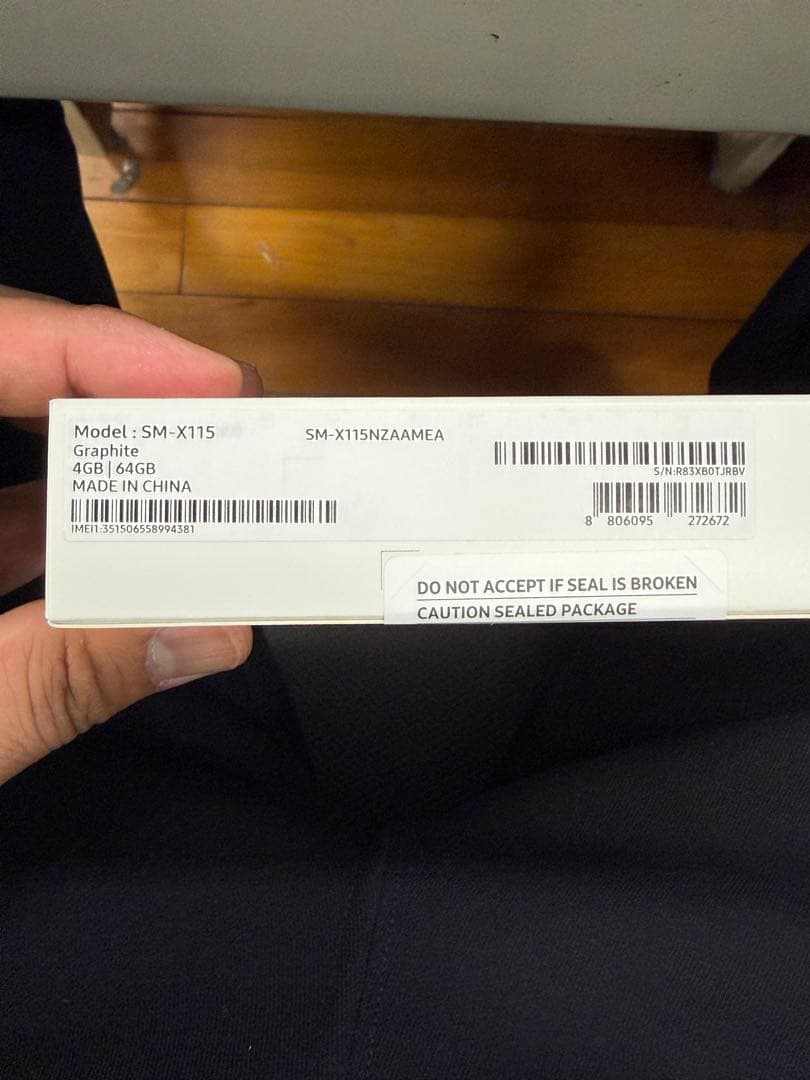 Model : SM-X115
SM-X115NZAAMEA
Graphite
4GB | 64GB
MADE IN CHINA
IMEI1:351506558994381
S/N:R83XB0TJRBV
8 806095 272672
DO NOT ACCEPT IF SEAL IS BROKEN
CAUTION SEALED PACKAGE